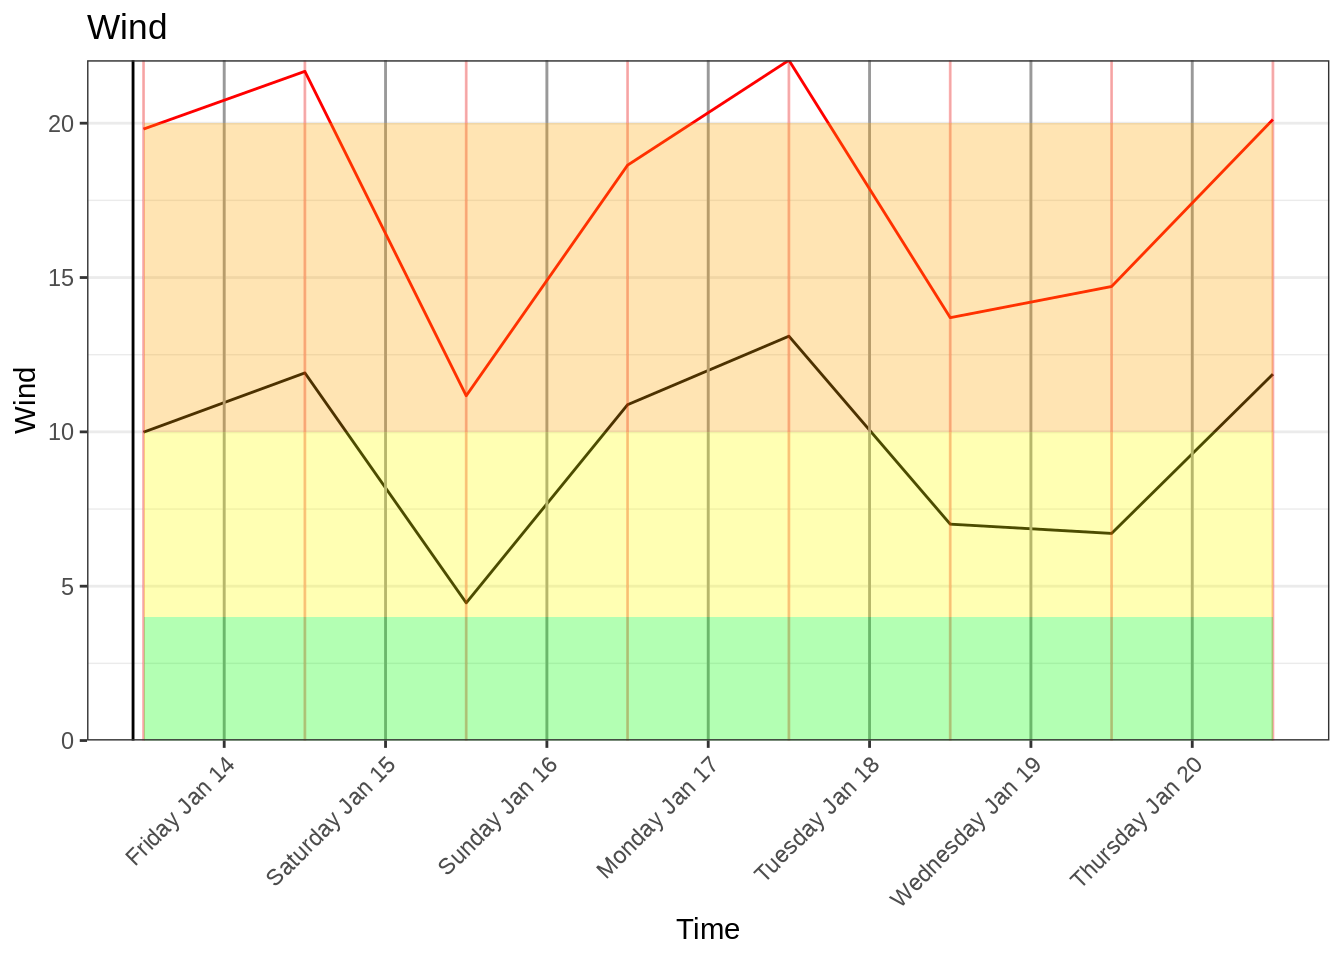 Wind
20
15
10
5
0
Wind
Friday Jan 14
Saturday Jan 15
Sunday Jan 16
Monday Jan 17
Tuesday Jan 18
Wednesday Jan 19
Thursday Jan 20
Time